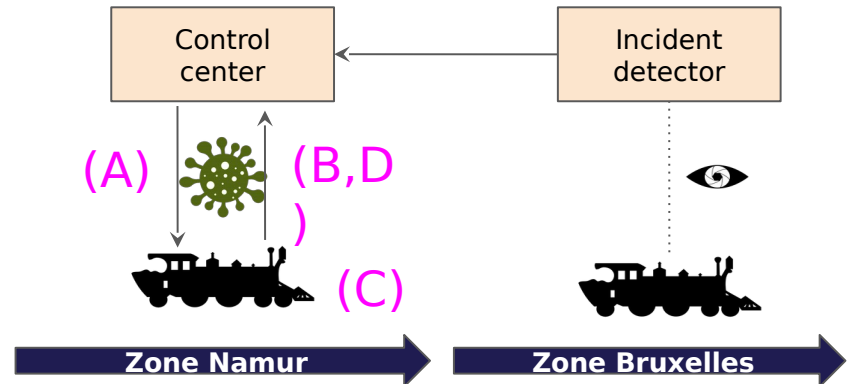 Control
center
Incident
detector
(A)
(B,D
)
(C)
Zone Namur
Zone Bruxelles